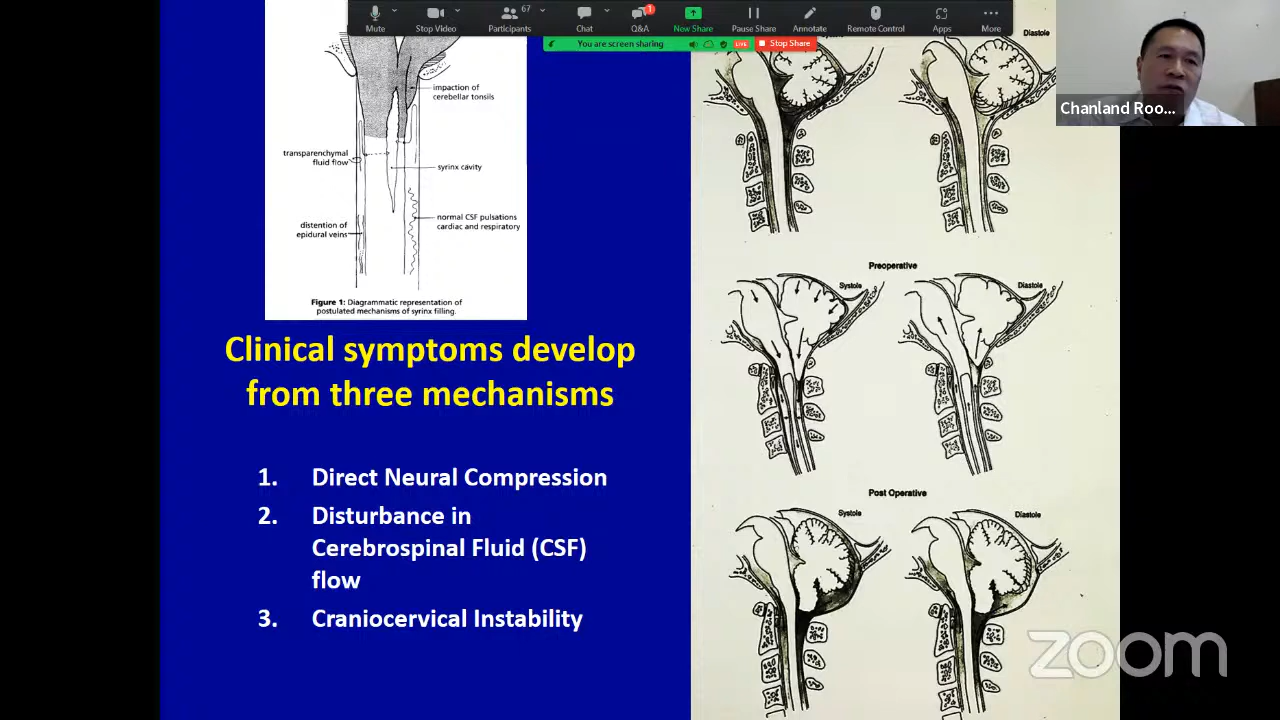 Mute
Stop Video
67
Participants
Chat
1
Q&A
Now Share
Pause Share
Annotate
Remote Control
Apps
More
You are screen sharing
LIVE
Stop Share
Diastole
Chanland Roo...
impaction of
cerebellar tonsils
transparenchymal
fluid flow
syrinx cavity
normal CSF pulsations
cardiac and respiratory
distention of
epidural veins
Figure 1: Diagrammatic representation of
postulated mechanisms of syrinx filling.
Clinical symptoms develop
from three mechanisms
1. Direct Neural Compression
2. Disturbance in
Cerebrospinal Fluid (CSF)
flow
3. Craniocervical Instability
Preoperative
Systole
Diastole
Post Operative
Systole
Diastole
zoom